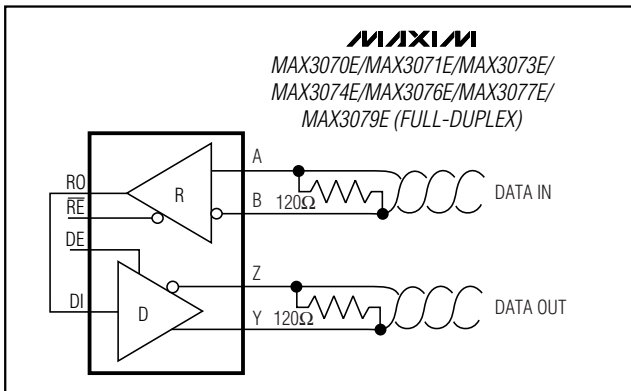 MAXIM
MAX3070E/MAX3071E/MAX3073E/
MAX3074E/MAX3076E/MAX3077E/
MAX3079E (FULL-DUPLEX)
A
RO
R
RE
B
120Ω
DATA IN
DE
Z
DI
D
Y
120Ω
DATA OUT